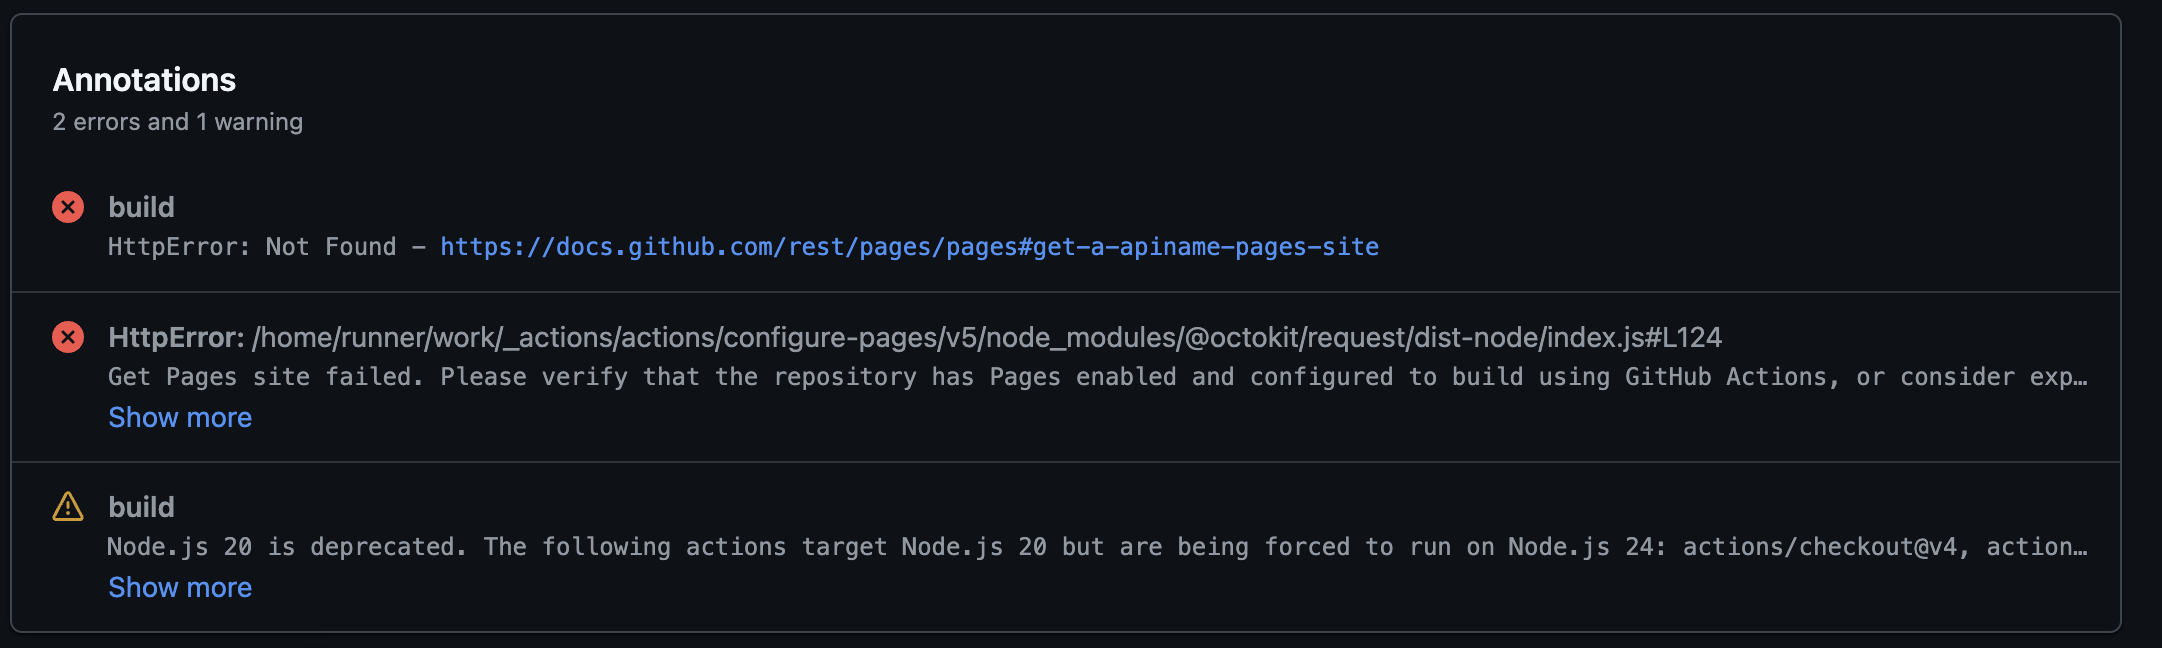 Annotations
2 errors and 1 warning
build
HttpError: Not Found - https://docs.github.com/rest/pages/pages#get-a-apiname-pages-site
HttpError: /home/runner/work/_actions/actions/configure-pages/v5/node_modules/@octokit/request/dist-node/index.js#L124
Get Pages site failed. Please verify that the repository has Pages enabled and configured to build using GitHub Actions, or consider exp…
Show more
build
Node.js 20 is deprecated. The following actions target Node.js 20 but are being forced to run on Node.js 24: actions/checkout@v4, action…
Show more